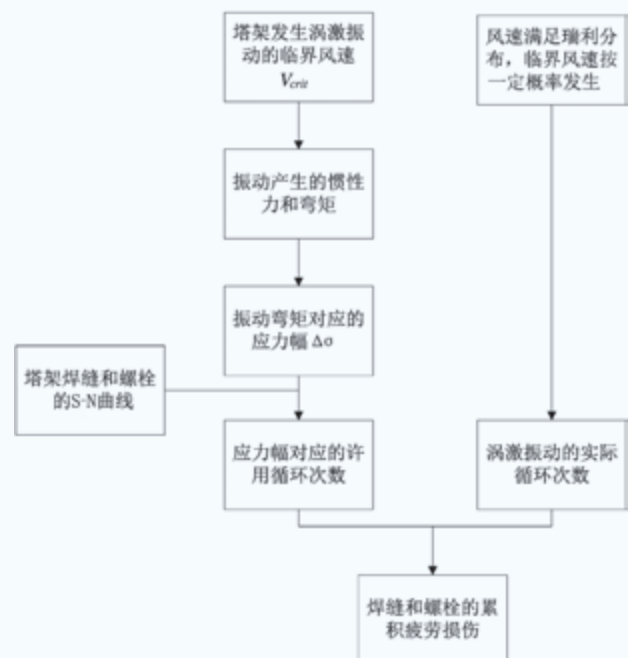 塔架发生涡激振
动的临界风速
Vcrit
风速满足瑞利分
布，临界风速按
一定概率发生
振动产生的惯性
力和弯矩
振动弯矩对应的
应力幅Δσ
塔架焊缝和螺栓
的S-N曲线
应力幅对应的许
用循环次数
涡激振动的实际
循环次数
焊缝和螺栓的累
积疲劳损伤